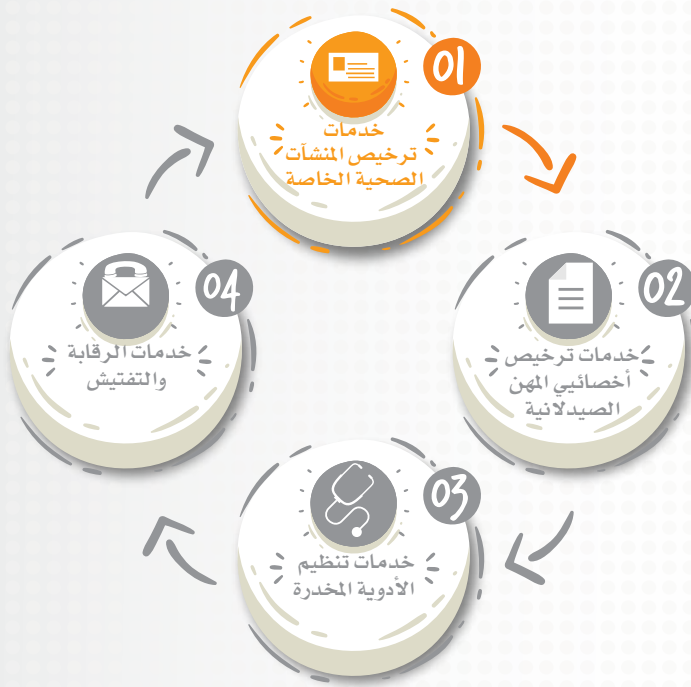 01
خدمات
ترخيص المنشآت
الصحية الخاصة
02
خدمات ترخيص
أخصائيي المهن
الصيدلانية
03
خدمات تنظيم
الأدوية المخدرة
04
خدمات الرقابة
والتفتيش